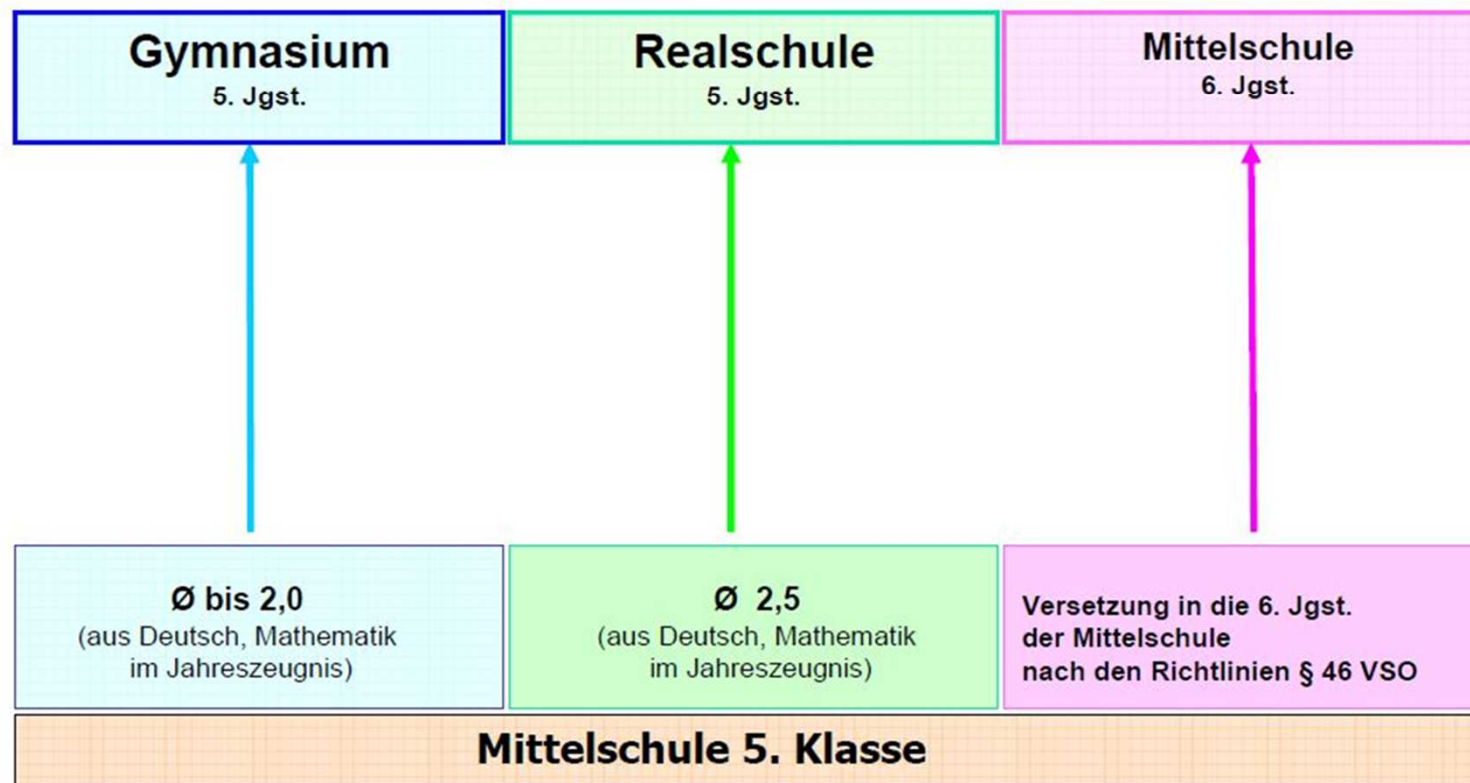 Gymnasium
5. Jgst.
Realschule
5. Jgst.
Mittelschule
6. Jgst.
Ø bis 2,0
(aus Deutsch, Mathematik
im Jahreszeugnis)
Ø 2,5
(aus Deutsch, Mathematik
im Jahreszeugnis)
Versetzung in die 6. Jgst.
der Mittelschule
nach den Richtlinien § 46 VSO
Mittelschule 5. Klasse